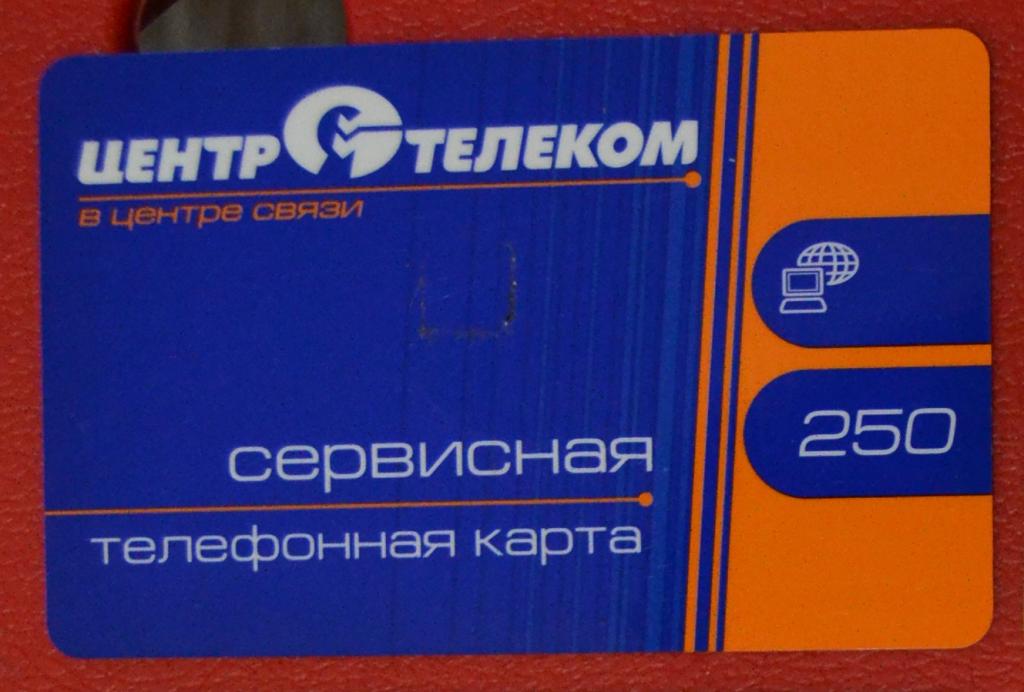 ЦЕНТР ТЕЛЕКОМ
в центре связи
250
сервисная
телефонная карта